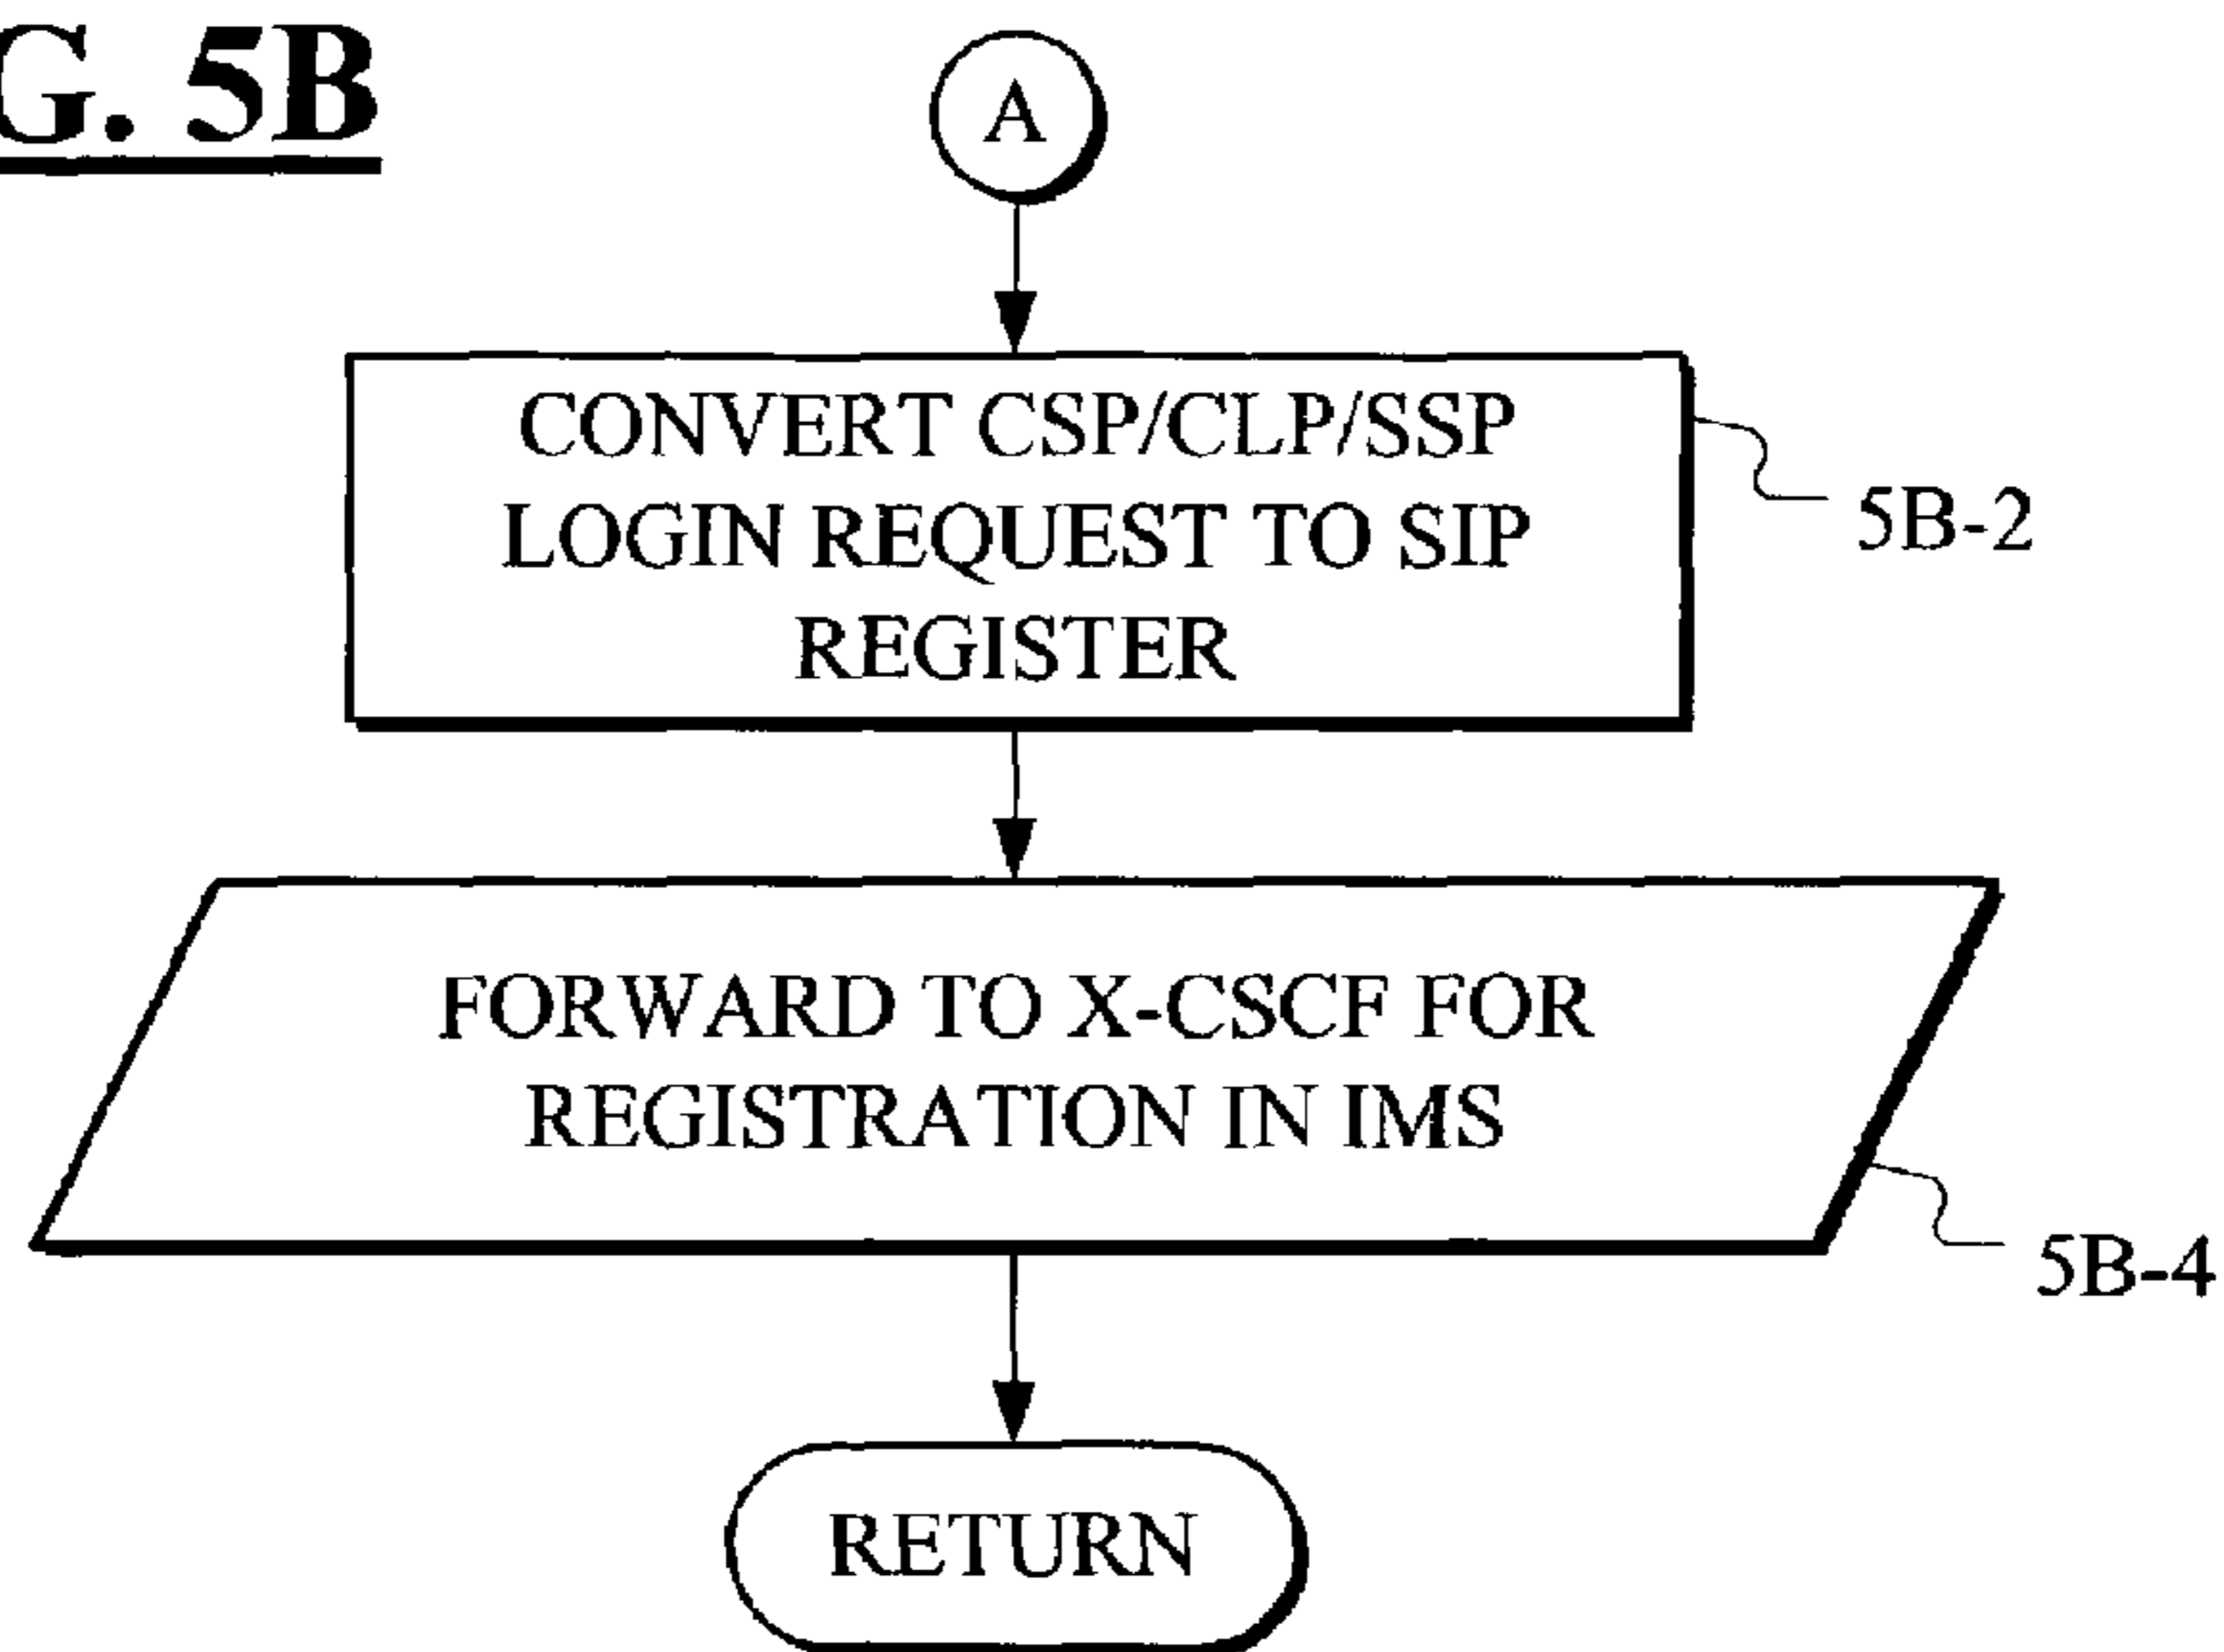 G. 5B
A
CONVERT CSP/CLP/SSP
LOGIN REQUEST TO SIP
REGISTER
5B-2
FORWARD TO X-CSCF FOR
REGISTRATION IN IMS
5B-4
RETURN